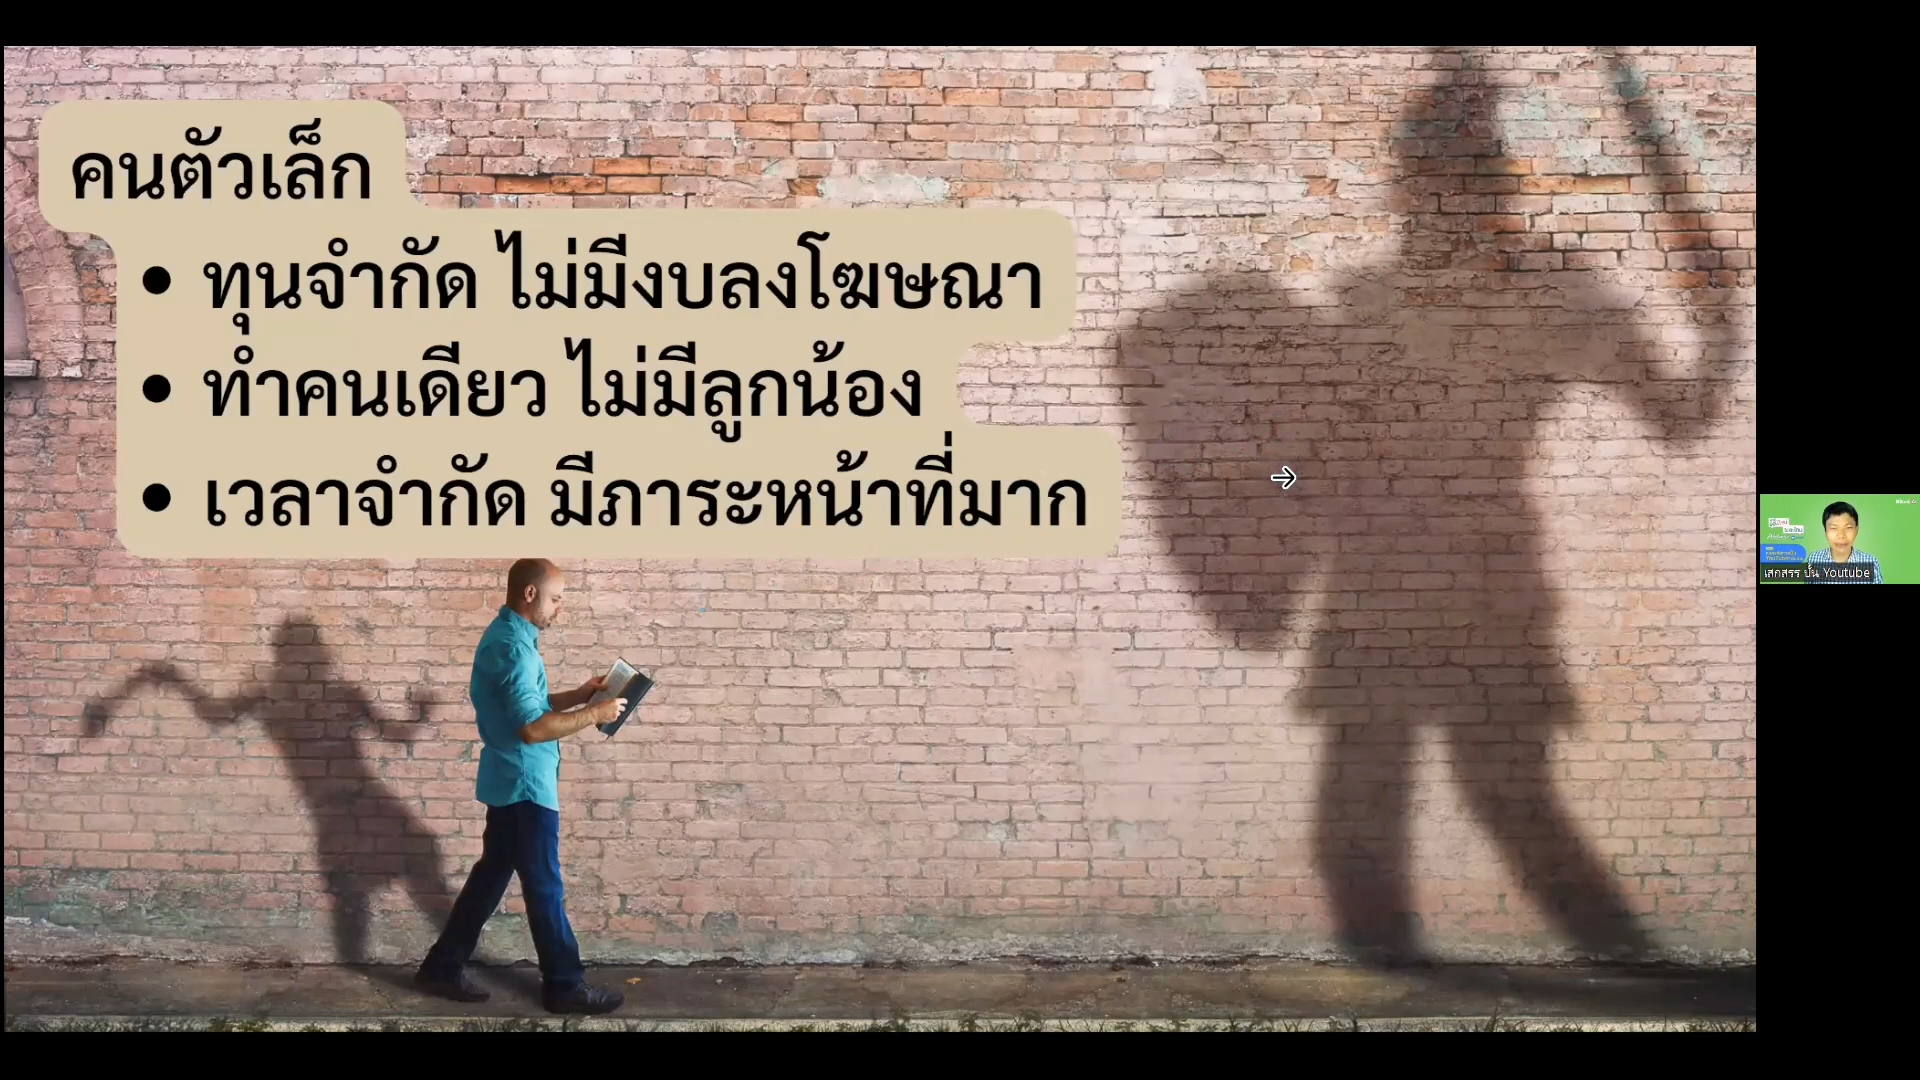 คนตัวเล็ก
• ทุนจำกัด ไม่มีงบลงโฆษณา
• ทำคนเดียว ไม่มีลูกน้อง
• เวลาจำกัด มีภาระหน้าที่มาก
เสกสรร ปั้น Youtube